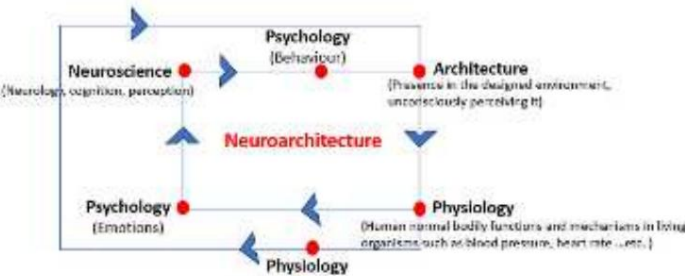 Psychology
(Behaviour)
Neuroscience
(Neurology, cognition, perception)
Architecture
(Presence in the designed environment,
unconsciously perceiving it)
Neuroarchitecture
Psychology
(Emotions)
Physiology
(Human normal bodily functions and mechanisms in living
organisms such as blood pressure, heart rate ...etc. )
Physiology